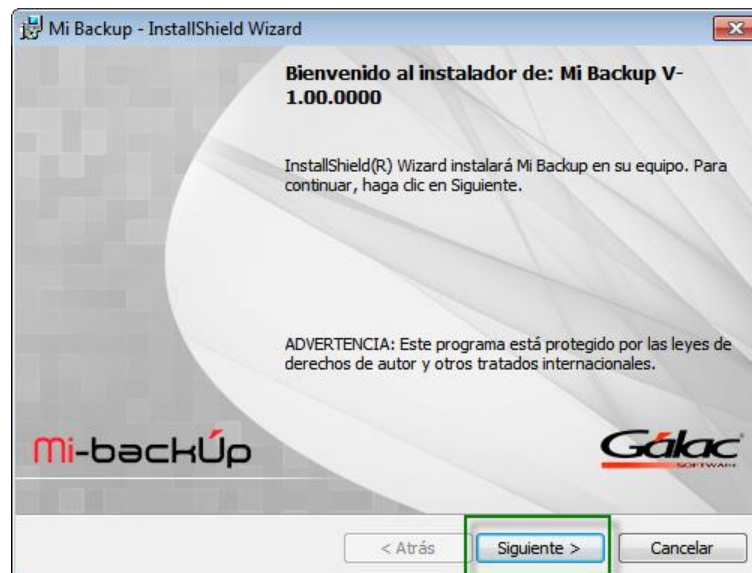 Mi Backup - InstallShield Wizard
Bienvenido al instalador de: Mi Backup V-
1.00.0000
InstallShield(R) Wizard instalará Mi Backup en su equipo. Para
continuar, haga clic en Siguiente.
ADVERTENCIA: Este programa está protegido por las leyes de
derechos de autor y otros tratados internacionales.
Mi-backÚp
Gálac
SOFTWARE
< Atrás
Siguiente >
Cancelar